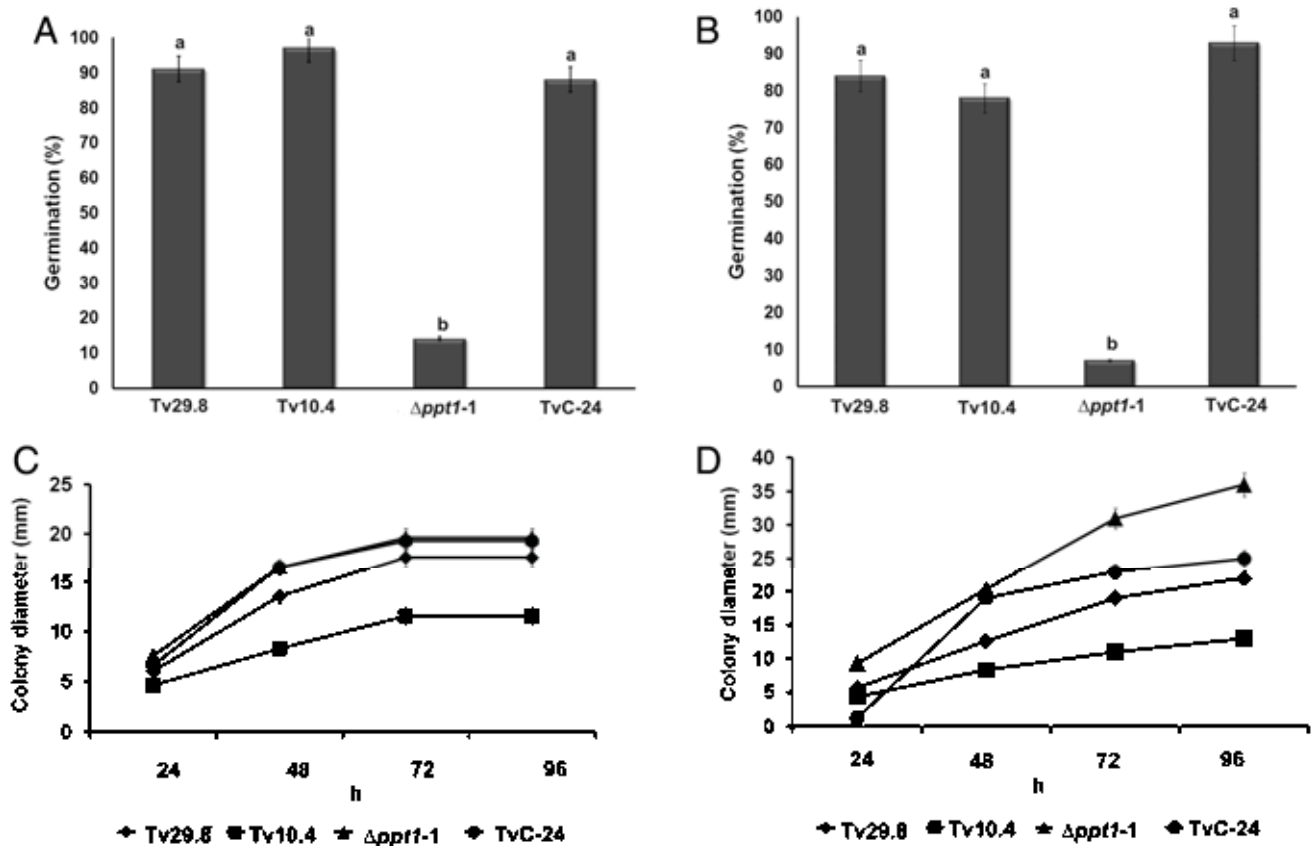 A
Germination (%)
100
90
80
70
60
50
40
30
20
10
0
a
a
b
a
Tv29.8 Tv10.4 Δppt1-1 TvC-24
B
Germination (%)
100
90
80
70
60
50
40
30
20
10
0
a
a
b
a
Tv29.8 Tv10.4 Δppt1-1 TvC-24
C
Colony diameter (mm)
25
20
15
10
5
0
24 48 72 96
h
Tv29.8 Tv10.4 Δppt1-1 TvC-24
D
Colony diameter (mm)
40
35
30
25
20
15
10
5
0
24 48 72 96
h
Tv29.8 Tv10.4 Δppt1-1 TvC-24